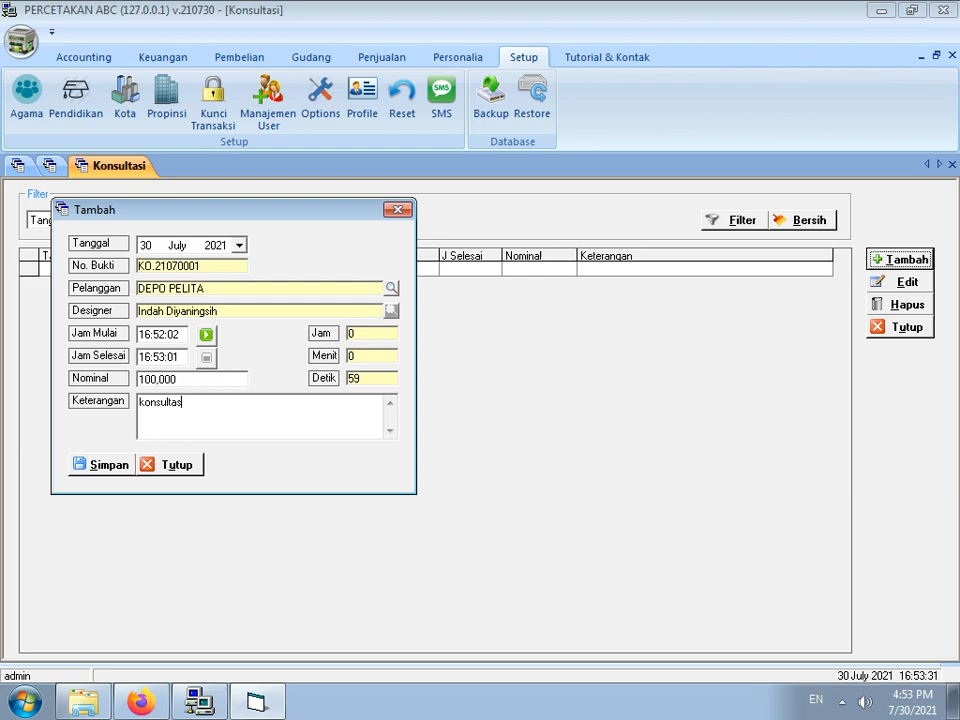 PERCETAKAN ABC (127.0.0.1) v.210730 - [Konsultasi]
Accounting Keuangan Pembelian Gudang Penjualan Personalia Setup Tutorial & Kontak
Agama Pendidikan Kota Propinsi Kunci Transaksi Manajemen User Options Profile Reset SMS Backup Restore
Setup Database
Konsultasi
Filter
Filter Bersih
J Selesai Nominal Keterangan
Tambah
Edit
Hapus
Tutup
Tambah
Tanggal 30 July 2021
No. Bukti KO.21070001
Pelanggan DEPO PELITA
Designer Indah Diyaningsih
Jam Mulai 16:52:02 Jam 0
Jam Selesai 16:53:01 Menit 0
Nominal 100,000 Detik 59
Keterangan konsultas
Simpan Tutup
admin 30 July 2021 16:53:31
EN 4:53 PM
7/30/2021